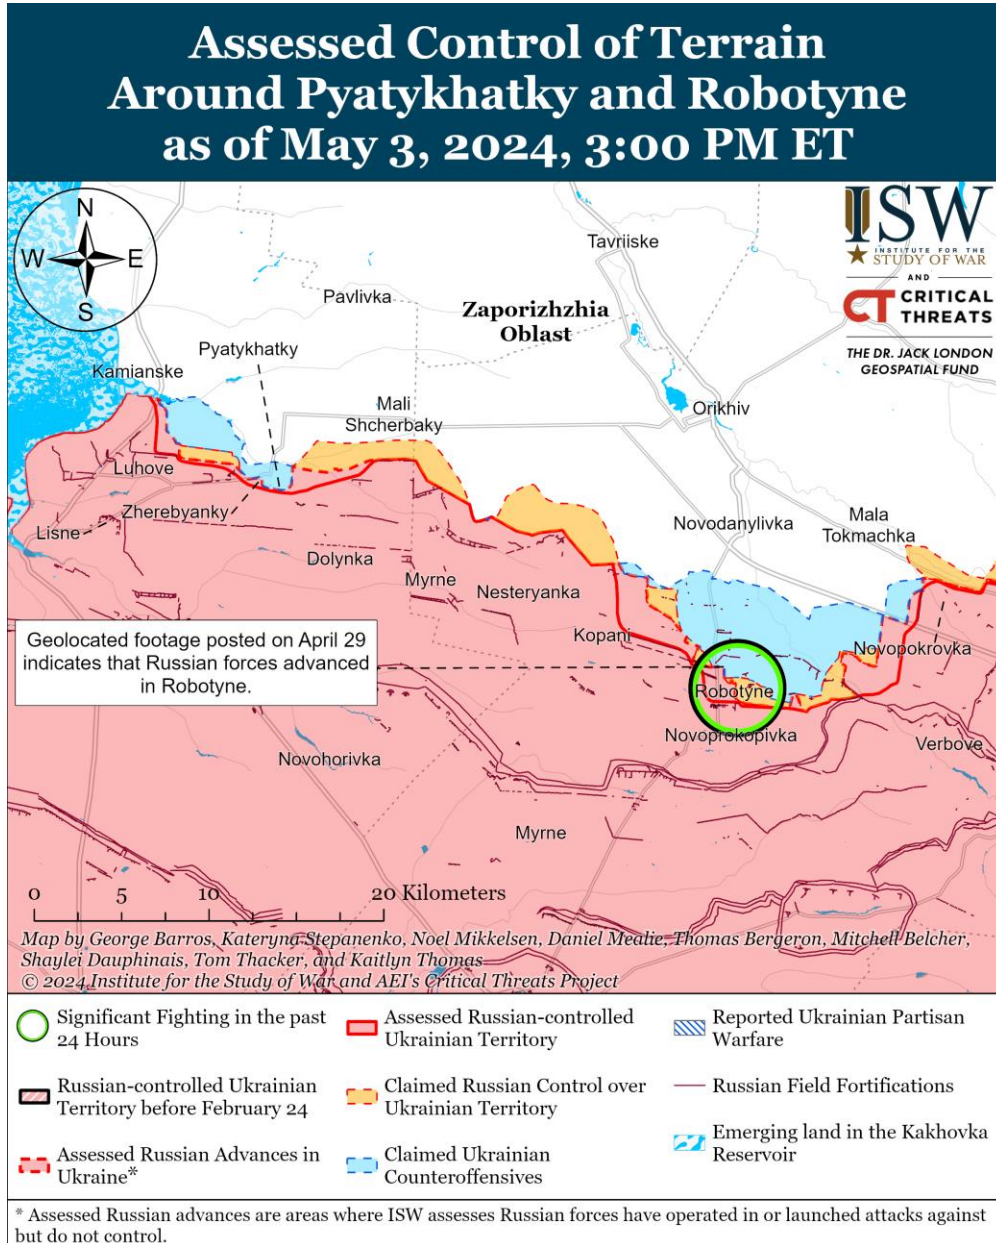 Assessed Control of Terrain
Around Pyatykhatky and Robotyne
as of May 3, 2024, 3:00 PM ET
N
W
E
S
ISW
INSTITUTE FOR THE
STUDY OF WAR
AND
CT CRITICAL
THREATS
THE DR. JACK LONDON
GEOSPATIAL FUND
Tavriiske
Pavlivka
Zaporizhzhia
Oblast
Pyatykhatky
Kamianske
Mali
Shcherbaky
Orikhiv
Luhove
Zherebyanky
Lisne
Novodanylivka
Mala
Tokmachka
Dolynka
Myrne
Nesteryanka
Kopani
Novopokrovka
Geolocated footage posted on April 29
indicates that Russian forces advanced
in Robotyne.
Robotyne
Novoprokopivka
Verbove
Novohorivka
Myrne
0 5 10 20 Kilometers
Map by George Barros, Kateryna Stepanenko, Noel Mikkelsen, Daniel Mealie, Thomas Bergeron, Mitchell Belcher,
Shaylei Dauphinais, Tom Thacker, and Kaitlyn Thomas
© 2024 Institute for the Study of War and AEI's Critical Threats Project
Significant Fighting in the past
24 Hours
Russian-controlled Ukrainian
Territory before February 24
Assessed Russian Advances in
Ukraine*
Assessed Russian-controlled
Ukrainian Territory
Claimed Russian Control over
Ukrainian Territory
Claimed Ukrainian
Counteroffensives
Reported Ukrainian Partisan
Warfare
Russian Field Fortifications
Emerging land in the Kakhovka
Reservoir
* Assessed Russian advances are areas where ISW assesses Russian forces have operated in or launched attacks against
but do not control.